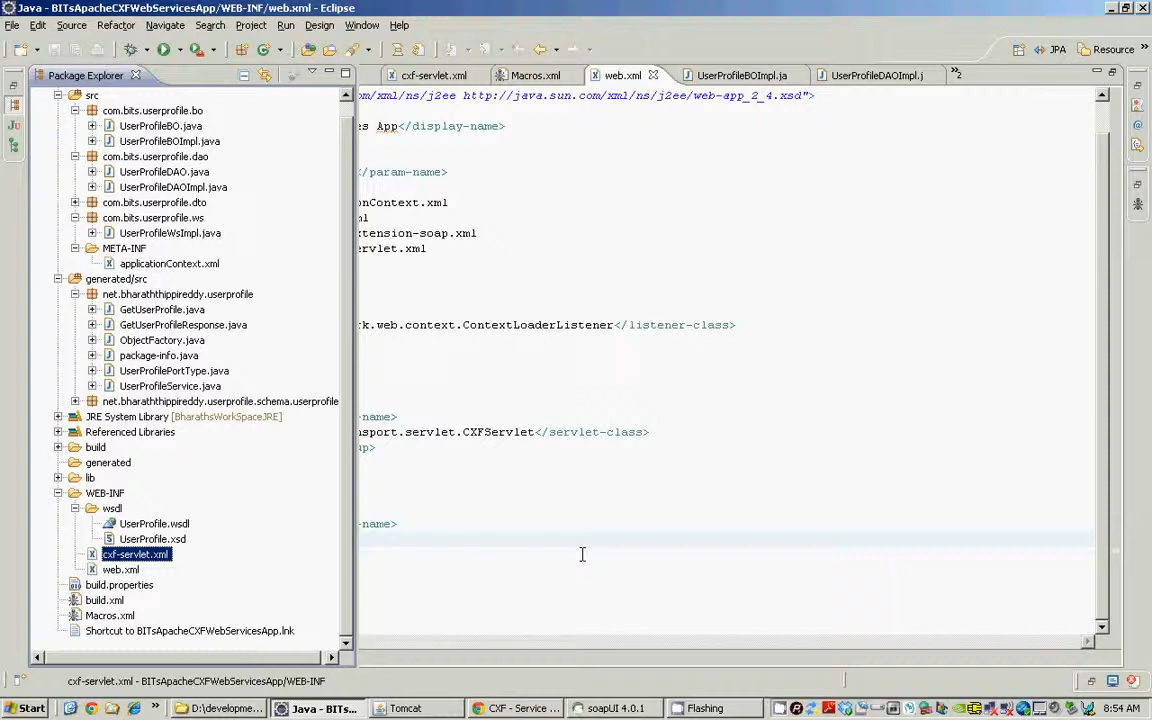 Java - BITsApacheCXFWebServicesApp/WEB-INF/web.xml - Eclipse
File Edit Source Refactor Navigate Search Project Run Design Window Help
JPA Resource »
Package Explorer
cxf-servlet.xml Macros.xml web.xml UserProfileBOImpl.ja UserProfileDAOImpl.j »2
src
com.bits.userprofile.bo
UserProfileBO.java
UserProfileBOImpl.java
com.bits.userprofile.dao
UserProfileDAO.java
UserProfileDAOImpl.java
com.bits.userprofile.dto
com.bits.userprofile.ws
UserProfileWsImpl.java
META-INF
applicationContext.xml
generated/src
net.bharaththippireddy.userprofile
GetUserProfile.java
GetUserProfileResponse.java
ObjectFactory.java
package-info.java
UserProfilePortType.java
UserProfileService.java
net.bharaththippireddy.userprofile.schema.userprofile
JRE System Library [BharathsWorkSpaceJRE]
Referenced Libraries
build
generated
lib
WEB-INF
wsdl
UserProfile.wsdl
UserProfile.xsd
cxf-servlet.xml
web.xml
build.properties
build.xml
Macros.xml
Shortcut to BITsApacheCXFWebServicesApp.lnk
om/xml/ns/j2ee http://java.sun.com/xml/ns/j2ee/web-app_2_4.xsd">
es App</display-name>
</param-name>
onContext.xml
ml
xtension-soap.xml
ervlet.xml
rk.web.context.ContextLoaderListener</listener-class>
-name>
nsport.servlet.CXFServlet</servlet-class>
up>
-name>
cxf-servlet.xml - BITsApacheCXFWebServicesApp/WEB-INF
Start » D:\developme... Java - BITs... Tomcat CXF - Service ... soapUI 4.0.1 Flashing 8:54 AM